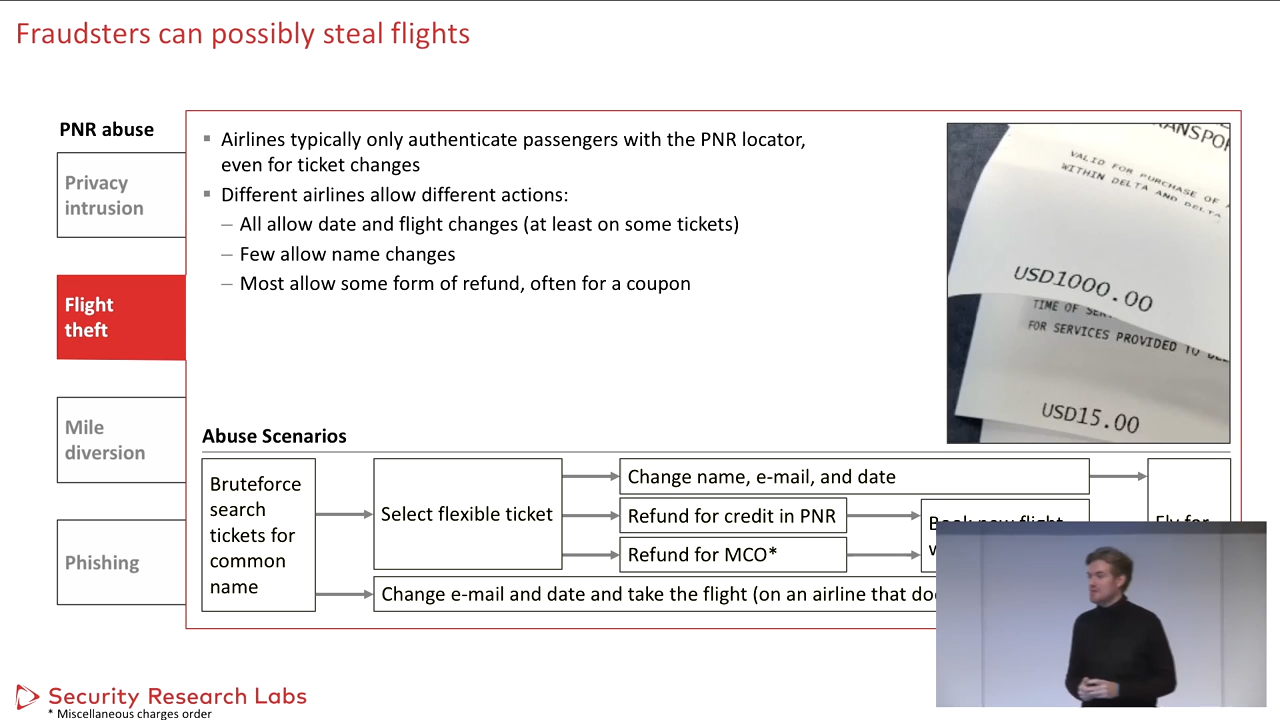 Fraudsters can possibly steal flights
PNR abuse
Privacy
intrusion
Flight
theft
Mile
diversion
Phishing
Airlines typically only authenticate passengers with the PNR locator,
even for ticket changes
Different airlines allow different actions:
– All allow date and flight changes (at least on some tickets)
– Few allow name changes
– Most allow some form of refund, often for a coupon
VALID FOR PURCHASE OF
WITHIN DELTA AND DELTA
USD1000.00
TIME OF
FOR SERVICES PROVIDED TO
USD15.00
Abuse Scenarios
Bruteforce
search
tickets for
common
name
Select flexible ticket
Change name, e-mail, and date
Refund for credit in PNR
Refund for MCO*
Book new flight
Fly for
Change e-mail and date and take the flight (on an airline that
Security Research Labs
* Miscellaneous charges order